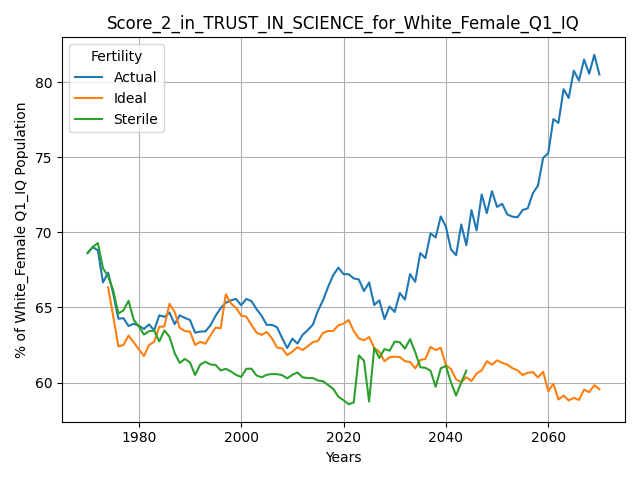 Score_2_in_TRUST_IN_SCIENCE_for_White_Female_Q1_IQ
Fertility
Actual
Ideal
Sterile
% of White_Female Q1_IQ Population
80
75
70
65
60
1980
2000
2020
2040
2060
Years